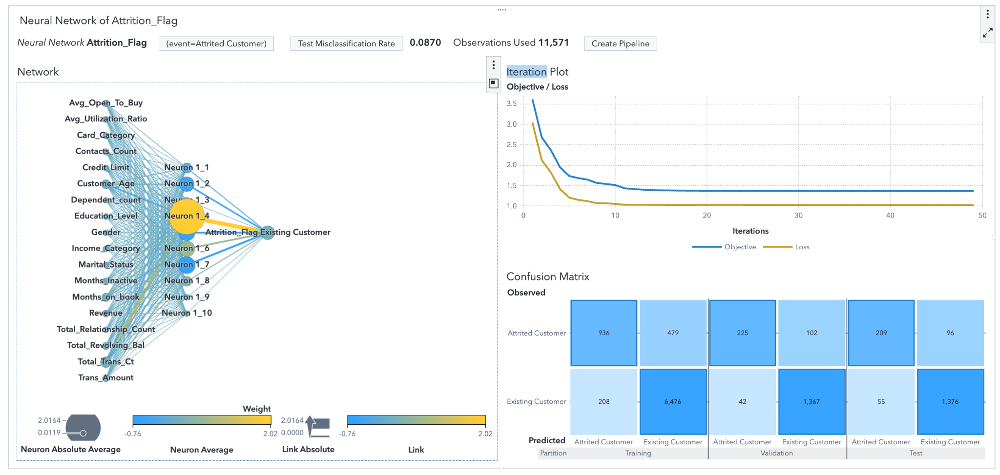 Neural Network of Attrition_Flag
Neural Network Attrition_Flag (event=Attrited Customer) Test Misclassification Rate 0.0870 Observations Used 11,571 Create Pipeline
Network
Avg_Open_To_Buy
Avg_Utilization_Ratio
Card_Category
Contacts_Count
Credit_Limit
Customer_Age
Dependent_count
Education_Level
Gender
Income_Category
Marital_Status
Months_Inactive
Months_on_book
Revenue
Total_Relationship_Count
Total_Revolving_Bal
Total_Trans_Ct
Trans_Amount
Neuron 1_1
Neuron 1_2
Neuron 1_3
Neuron 1_4
Neuron 1_6
Neuron 1_7
Neuron 1_8
Neuron 1_9
Neuron 1_10
Attrition_Flag Existing Customer
Weight
2.0164
0.0119
Neuron Absolute Average
-0.76 2.02
Neuron Average
2.0164
0.0000
Link Absolute
-0.76 2.02
Link
Iteration Plot
Objective / Loss
3.5
3.0
2.5
2.0
1.5
1.0
0 10 20 30 40 50
Iterations
Objective Loss
Confusion Matrix
Observed
Attrited Customer 936 479 225 102 209 96
Existing Customer 208 6,476 42 1,367 55 1,376
Predicted Attrited Customer Existing Customer Attrited Customer Existing Customer Attrited Customer Existing Customer
Partition Training Validation Test